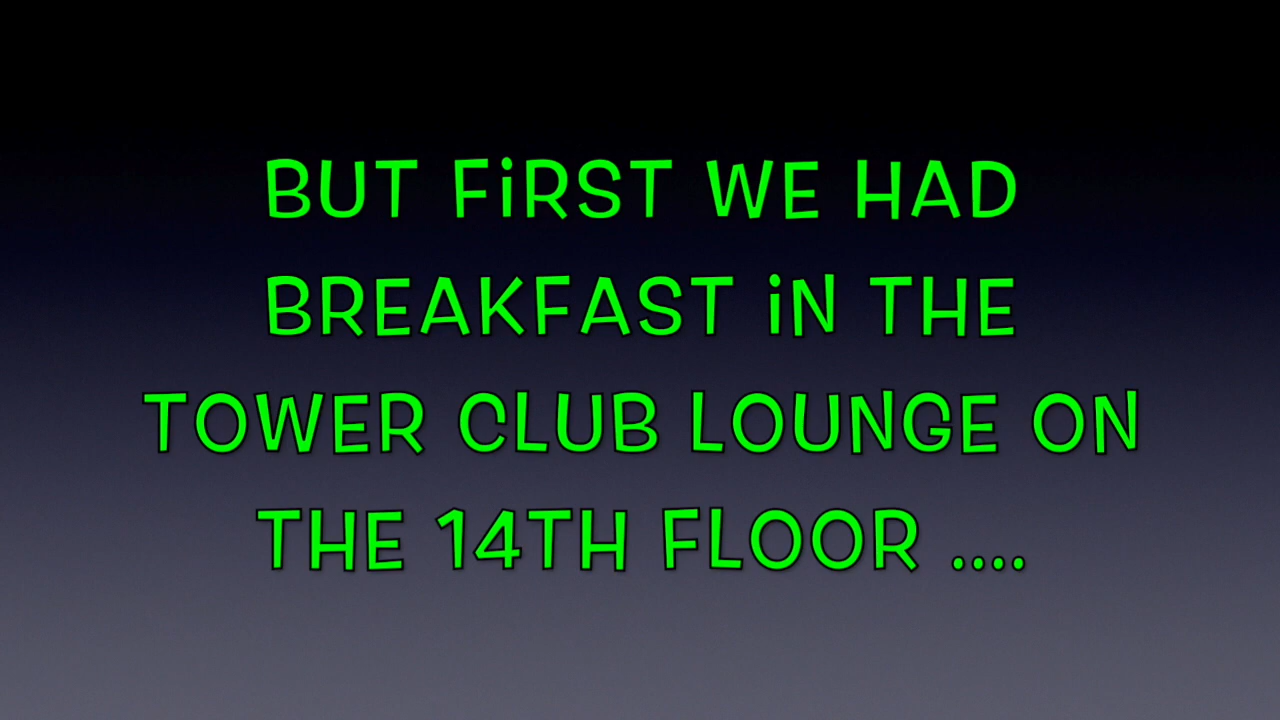 BUT FiRST WE HAD
BREAKFAST iN THE
TOWER CLUB LOUNGE ON
THE 14TH FLOOR ....